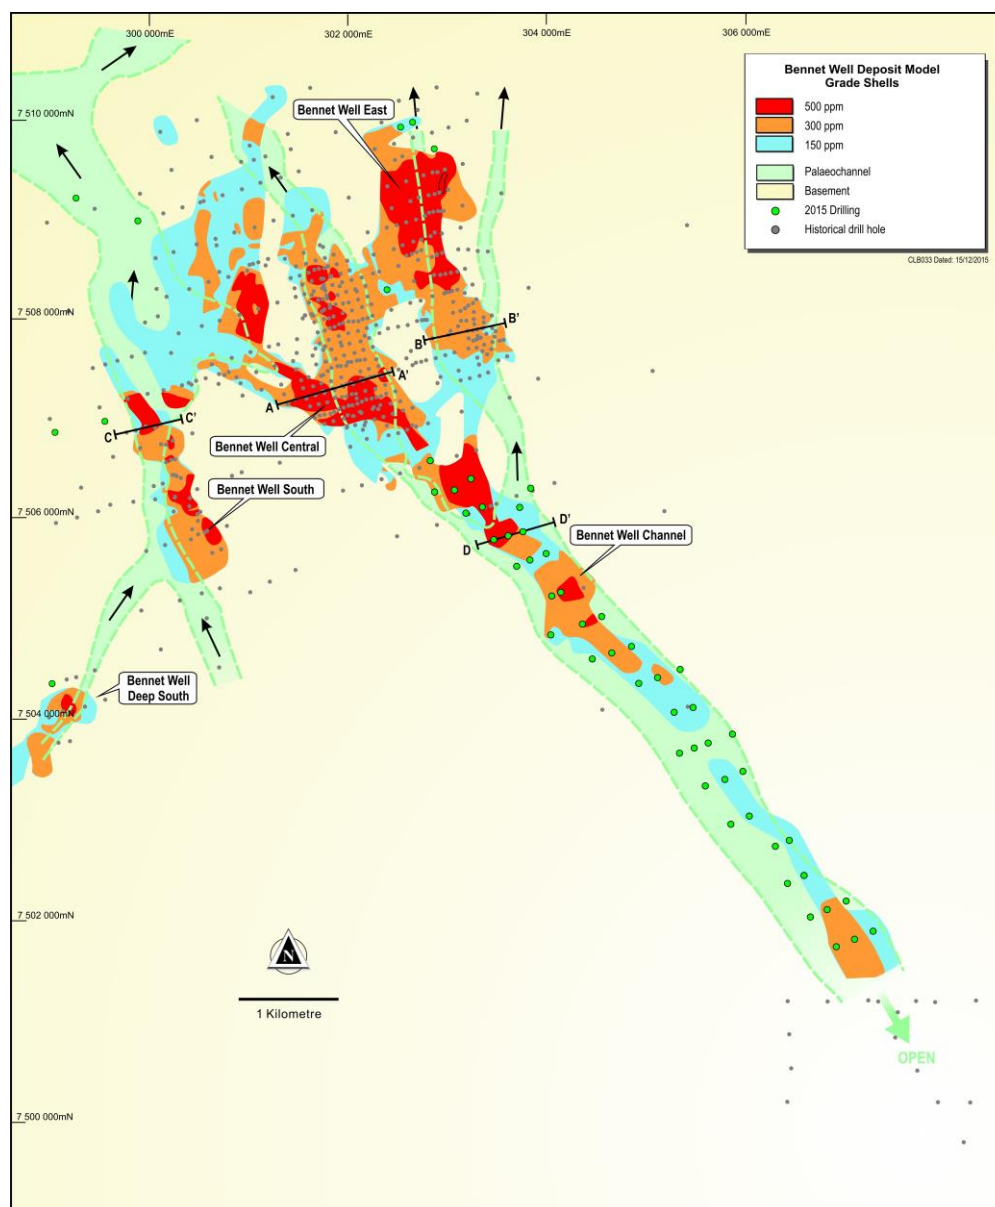 300 000mE
302 000mE
304 000mE
306 000mE
7 510 000mN
7 508 000mN
7 506 000mN
7 504 000mN
7 502 000mN
7 500 000mN
Bennet Well Deposit Model
Grade Shells
500 ppm
300 ppm
150 ppm
Palaeochannel
Basement
2015 Drilling
Historical drill hole
CLB033 Dated: 15/12/2015
Bennet Well East
B
B'
A
A'
C
C'
Bennet Well Central
Bennet Well South
D
D'
Bennet Well Channel
Bennet Well
Deep South
N
1 Kilometre
OPEN